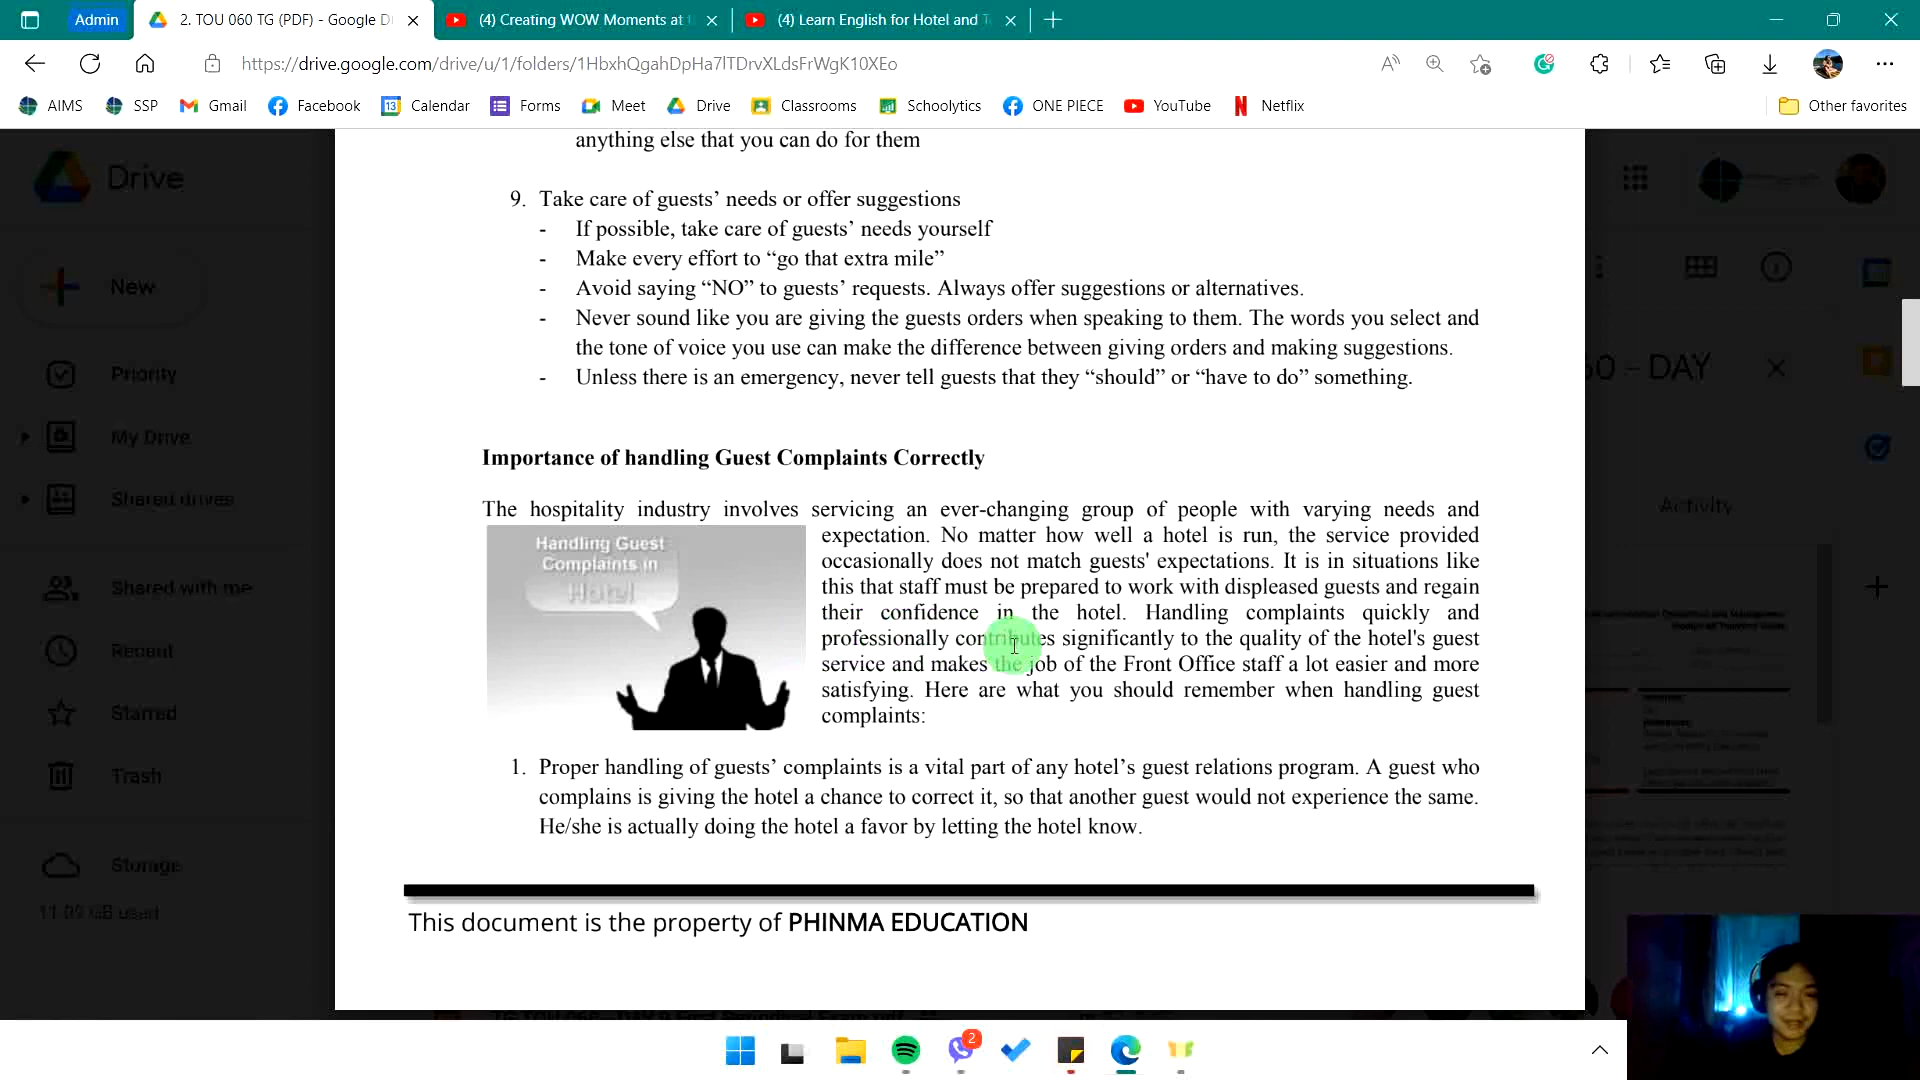 Admin
2. TOU 060 TG (PDF) - Google D
(4) Creating WOW Moments at t
(4) Learn English for Hotel and T
https://drive.google.com/drive/u/1/folders/1HbxhQgahDpHa7lTDrvXLdsFrWgK10XEo
AIMS
SSP
Gmail
Facebook
Calendar
Forms
Meet
Drive
Classrooms
Schoolytics
ONE PIECE
YouTube
Netflix
Other favorites
Drive
New
Priority
My Drive
Shared drives
Shared with me
Recent
Starred
Trash
Storage
11.09 GB used
anything else that you can do for them
9. Take care of guests’ needs or offer suggestions
- If possible, take care of guests’ needs yourself
- Make every effort to “go that extra mile”
- Avoid saying “NO” to guests’ requests. Always offer suggestions or alternatives.
- Never sound like you are giving the guests orders when speaking to them. The words you select and
the tone of voice you use can make the difference between giving orders and making suggestions.
- Unless there is an emergency, never tell guests that they “should” or “have to do” something.
Importance of handling Guest Complaints Correctly
The hospitality industry involves servicing an ever-changing group of people with varying needs and
Handling Guest
Complaints in
Hotel
expectation. No matter how well a hotel is run, the service provided
occasionally does not match guests' expectations. It is in situations like
this that staff must be prepared to work with displeased guests and regain
their confidence in the hotel. Handling complaints quickly and
professionally contributes significantly to the quality of the hotel's guest
service and makes the job of the Front Office staff a lot easier and more
satisfying. Here are what you should remember when handling guest
complaints:
1. Proper handling of guests’ complaints is a vital part of any hotel’s guest relations program. A guest who
complains is giving the hotel a chance to correct it, so that another guest would not experience the same.
He/she is actually doing the hotel a favor by letting the hotel know.
This document is the property of PHINMA EDUCATION
60 - DAY
Activity
2